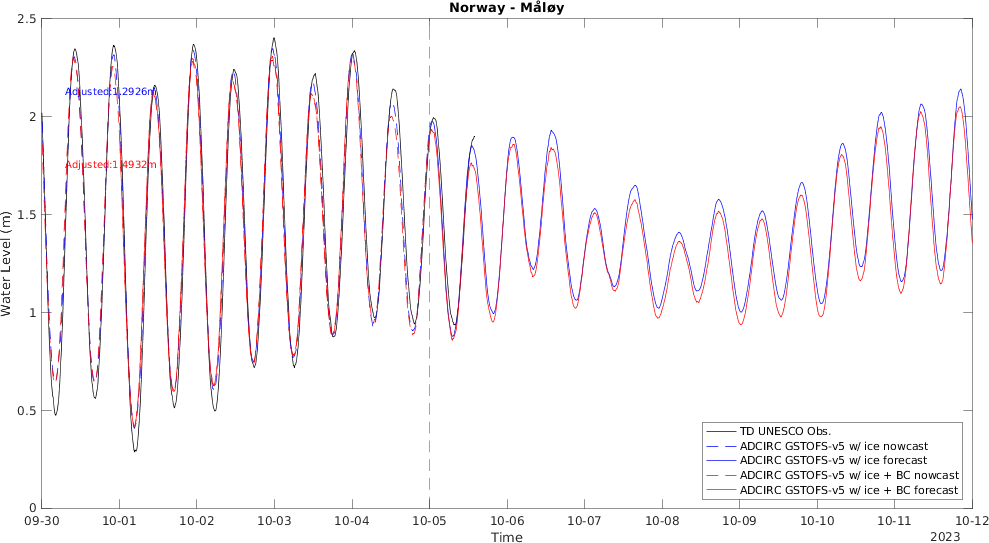 Norway - Måløy
2.5
2
1.5
1
0.5
0
Water Level (m)
Adjusted:1.2926m
Adjusted:1.4932m
TD UNESCO Obs.
ADCIRC GSTOFS-v5 w/ ice nowcast
ADCIRC GSTOFS-v5 w/ ice forecast
ADCIRC GSTOFS-v5 w/ ice + BC nowcast
ADCIRC GSTOFS-v5 w/ ice + BC forecast
09-30 10-01 10-02 10-03 10-04 10-05 10-06 10-07 10-08 10-09 10-10 10-11 10-12
Time
2023